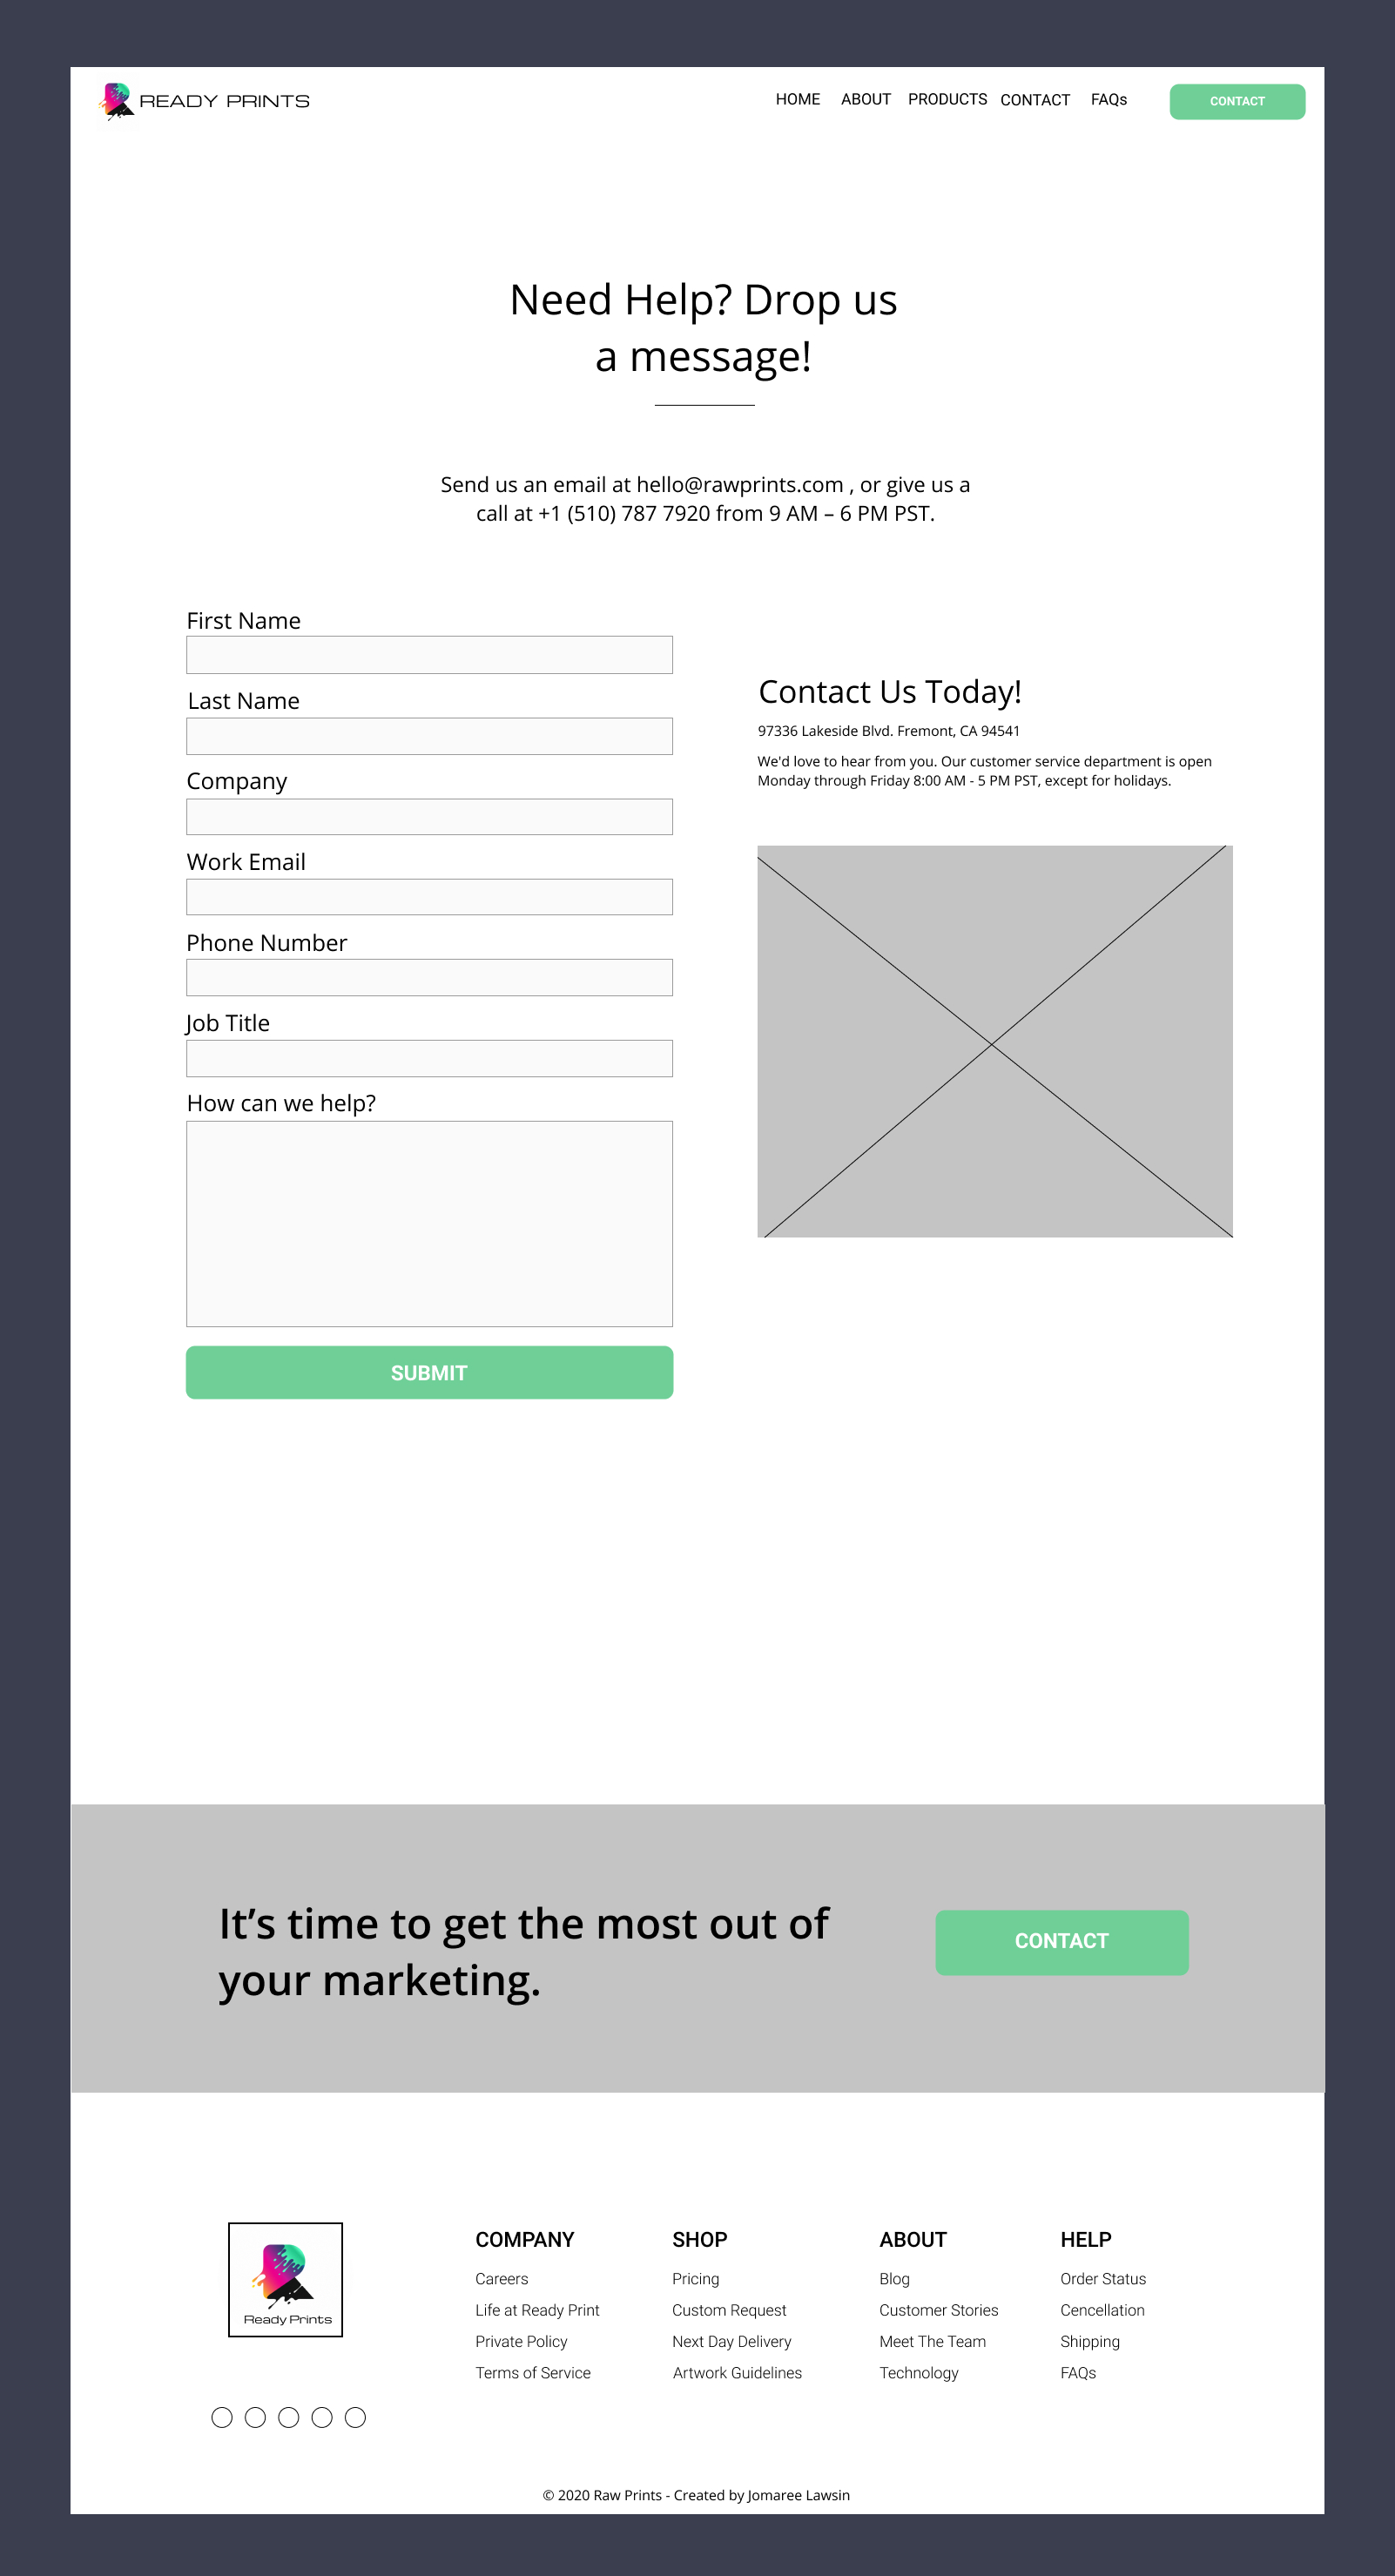 READY PRINTS
HOME ABOUT PRODUCTS CONTACT FAQs CONTACT
Need Help? Drop us
a message!
Send us an email at hello@rawprints.com , or give us a
call at +1 (510) 787 7920 from 9 AM – 6 PM PST.
First Name
Last Name
Company
Work Email
Phone Number
Job Title
How can we help?
SUBMIT
Contact Us Today!
97336 Lakeside Blvd. Fremont, CA 94541
We'd love to hear from you. Our customer service department is open
Monday through Friday 8:00 AM - 5 PM PST, except for holidays.
It’s time to get the most out of
your marketing.
CONTACT
Ready Prints
COMPANY
Careers
Life at Ready Print
Private Policy
Terms of Service
SHOP
Pricing
Custom Request
Next Day Delivery
Artwork Guidelines
ABOUT
Blog
Customer Stories
Meet The Team
Technology
HELP
Order Status
Cencellation
Shipping
FAQs
© 2020 Raw Prints - Created by Jomaree Lawsin